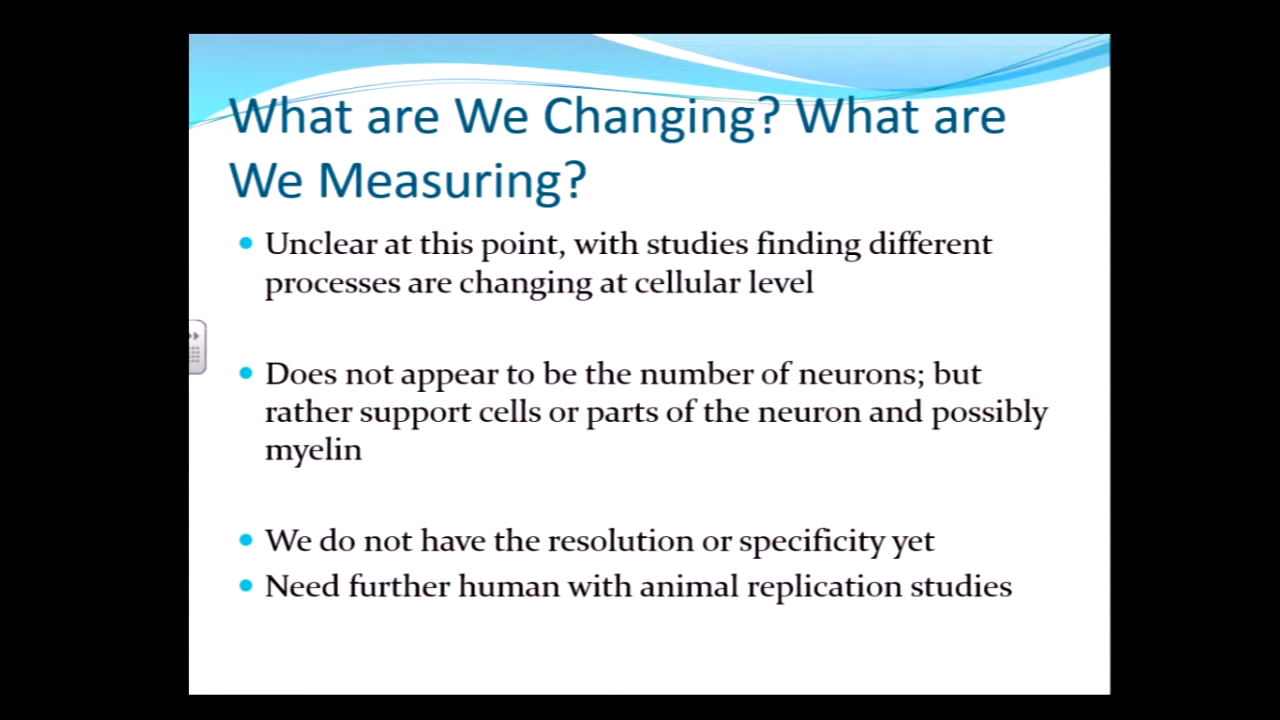 What are We Changing? What are
We Measuring?
Unclear at this point, with studies finding different
processes are changing at cellular level
Does not appear to be the number of neurons; but
rather support cells or parts of the neuron and possibly
myelin
We do not have the resolution or specificity yet
Need further human with animal replication studies